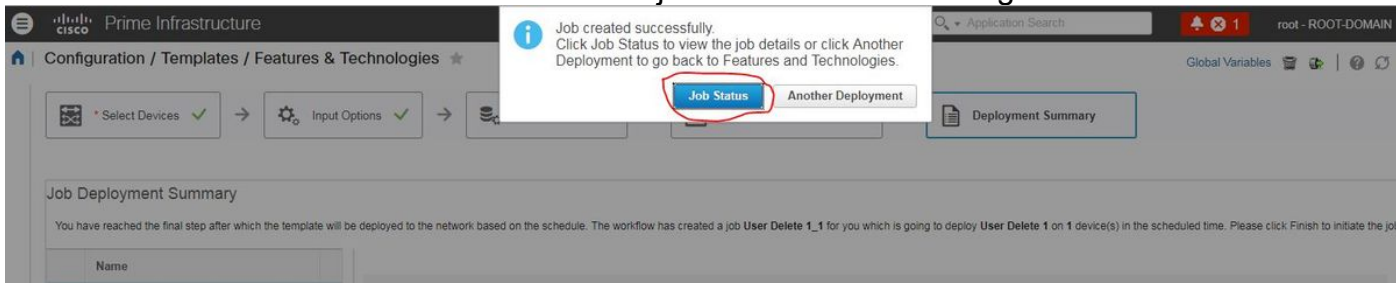 cisco Prime Infrastructure
Application Search
1
root - ROOT-DOMAIN
Job created successfully.
Click Job Status to view the job details or click Another
Deployment to go back to Features and Technologies.
Job Status
Another Deployment
Configuration / Templates / Features & Technologies
Global Variables
* Select Devices
Input Options
Deployment Summary
Job Deployment Summary
You have reached the final step after which the template will be deployed to the network based on the schedule. The workflow has created a job User Delete 1_1 for you which is going to deploy User Delete 1 on 1 device(s) in the scheduled time. Please click Finish to initiate the
Name